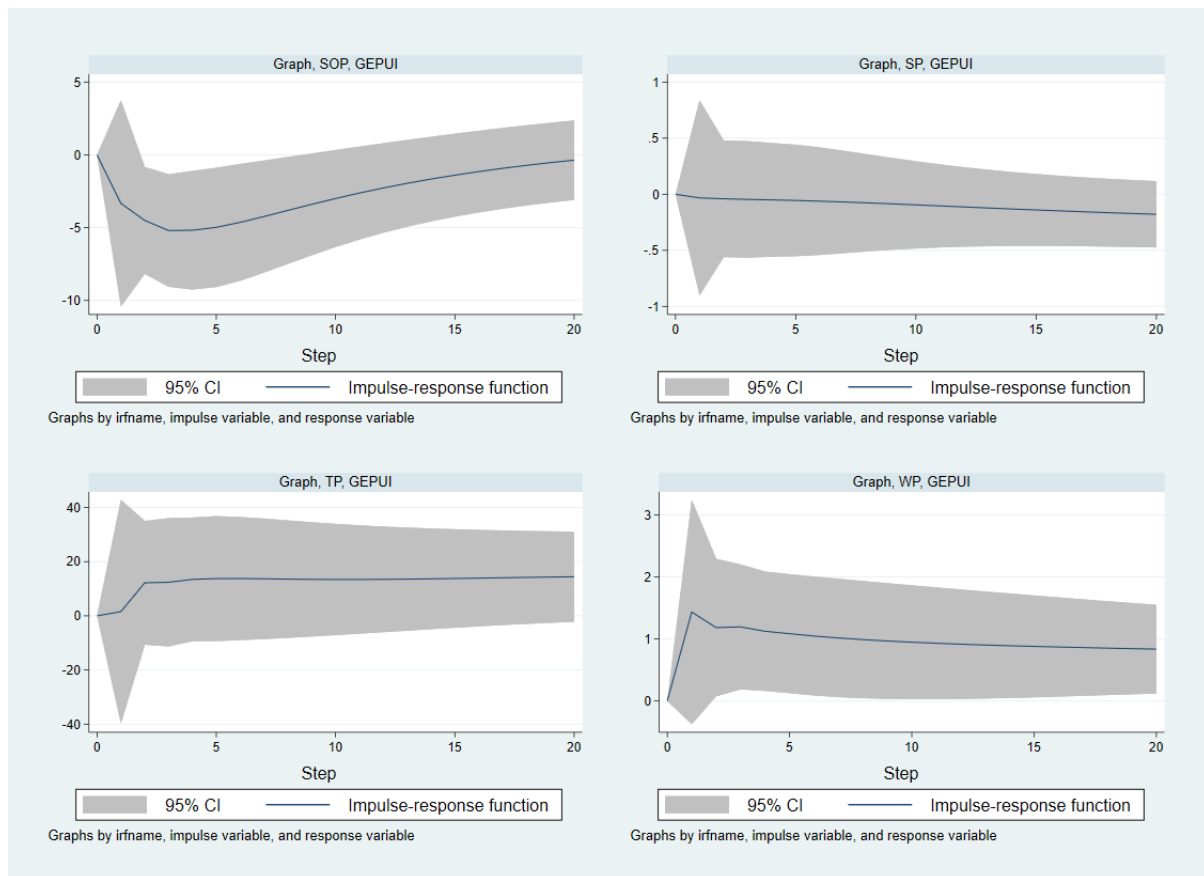 Graph, SOP, GEPUI
5
0
-5
-10
0 5 10 15 20
Step
95% CI Impulse-response function
Graphs by irfname, impulse variable, and response variable
Graph, SP, GEPUI
1
.5
0
-.5
-1
0 5 10 15 20
Step
95% CI Impulse-response function
Graphs by irfname, impulse variable, and response variable
Graph, TP, GEPUI
40
20
0
-20
-40
0 5 10 15 20
Step
95% CI Impulse-response function
Graphs by irfname, impulse variable, and response variable
Graph, WP, GEPUI
3
2
1
0
0 5 10 15 20
Step
95% CI Impulse-response function
Graphs by irfname, impulse variable, and response variable